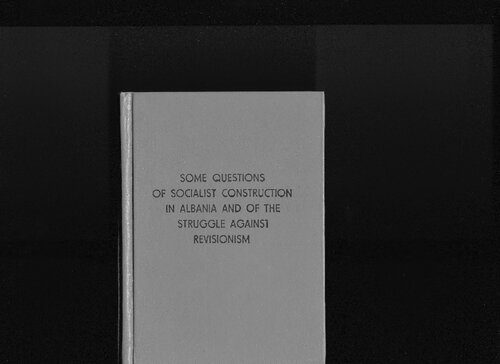 SOME QUESTIONS
OF SOCIALIST CONSTRUCTION
IN ALBANIA AND OF THE
STRUGGLE AGAINST
REVISIONISM